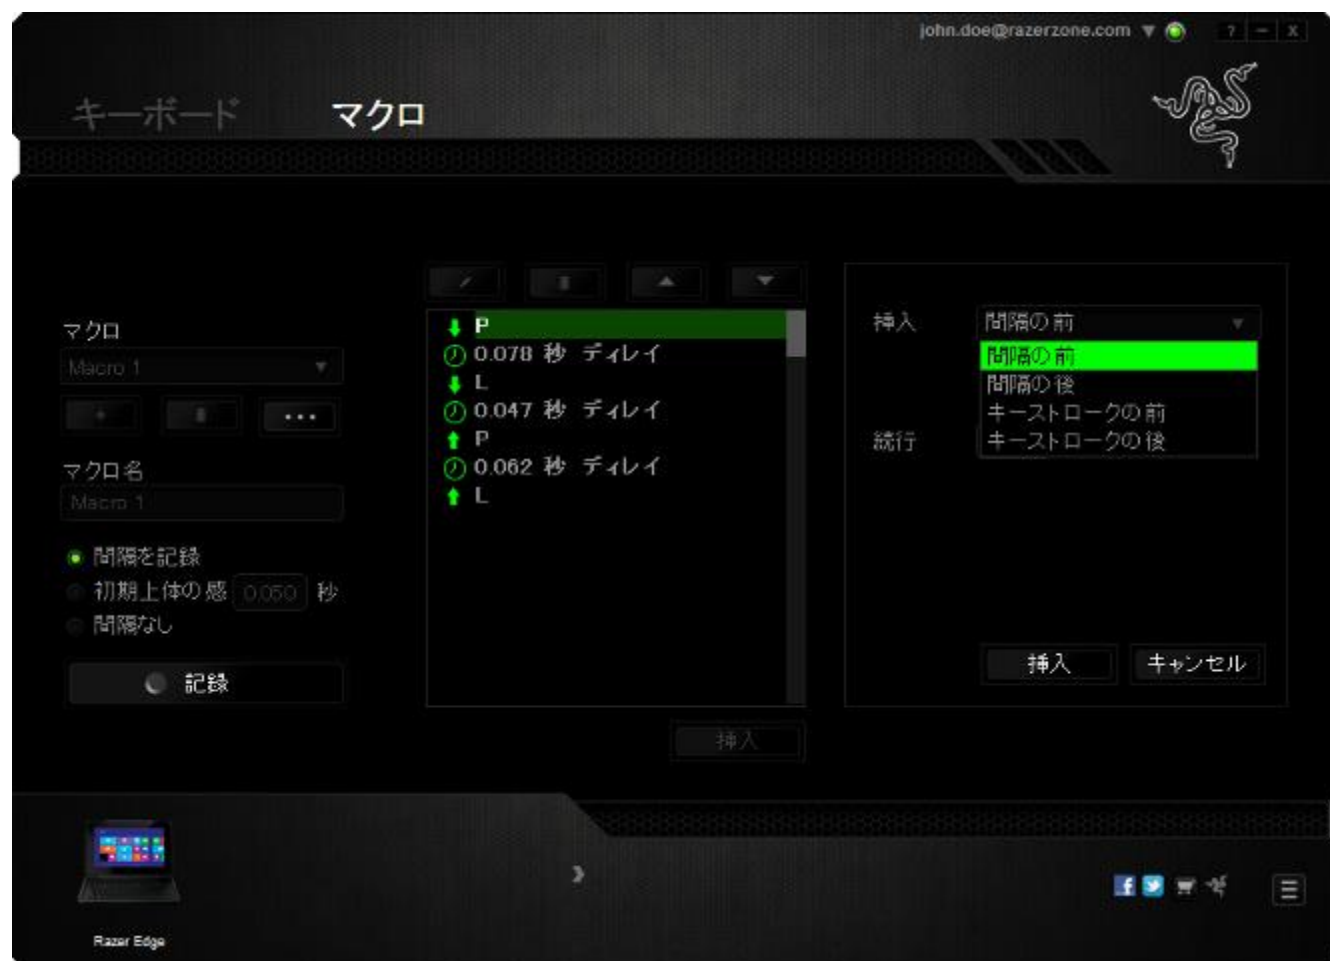 john.doe@razerzone.com ▼ ? – X
キーボード マクロ
マクロ
Macro 1
...
マクロ名
Macro 1
間隔を記録
初期上体の感 0.050 秒
間隔なし
記録
P
0.078 秒 ディレイ
L
0.047 秒 ディレイ
P
0.062 秒 ディレイ
L
挿入
挿入 間隔の前
間隔の前
間隔の後
キーストロークの前
キーストロークの後
続行
挿入 キャンセル
Razer Edge